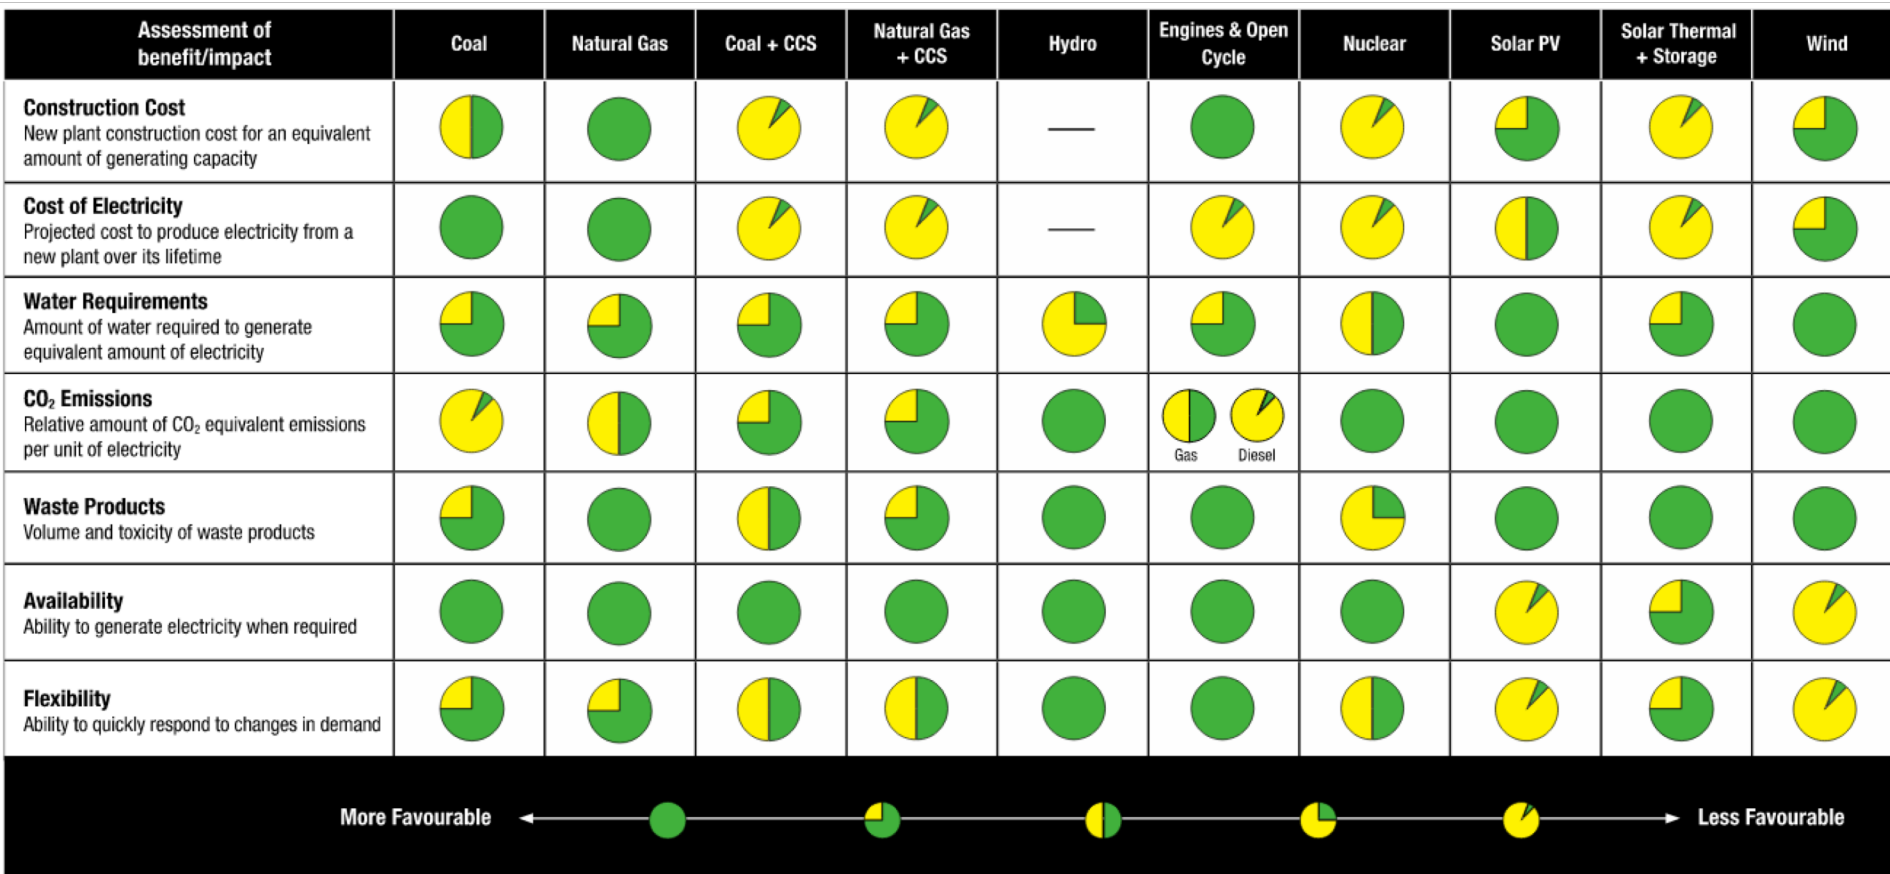 Assessment of
benefit/impact
Coal
Natural Gas
Coal + CCS
Natural Gas
+ CCS
Hydro
Engines & Open
Cycle
Nuclear
Solar PV
Solar Thermal
+ Storage
Wind
Construction Cost
New plant construction cost for an equivalent
amount of generating capacity
Cost of Electricity
Projected cost to produce electricity from a
new plant over its lifetime
Water Requirements
Amount of water required to generate
equivalent amount of electricity
CO₂ Emissions
Relative amount of CO₂ equivalent emissions
per unit of electricity
Gas
Diesel
Waste Products
Volume and toxicity of waste products
Availability
Ability to generate electricity when required
Flexibility
Ability to quickly respond to changes in demand
More Favourable
Less Favourable